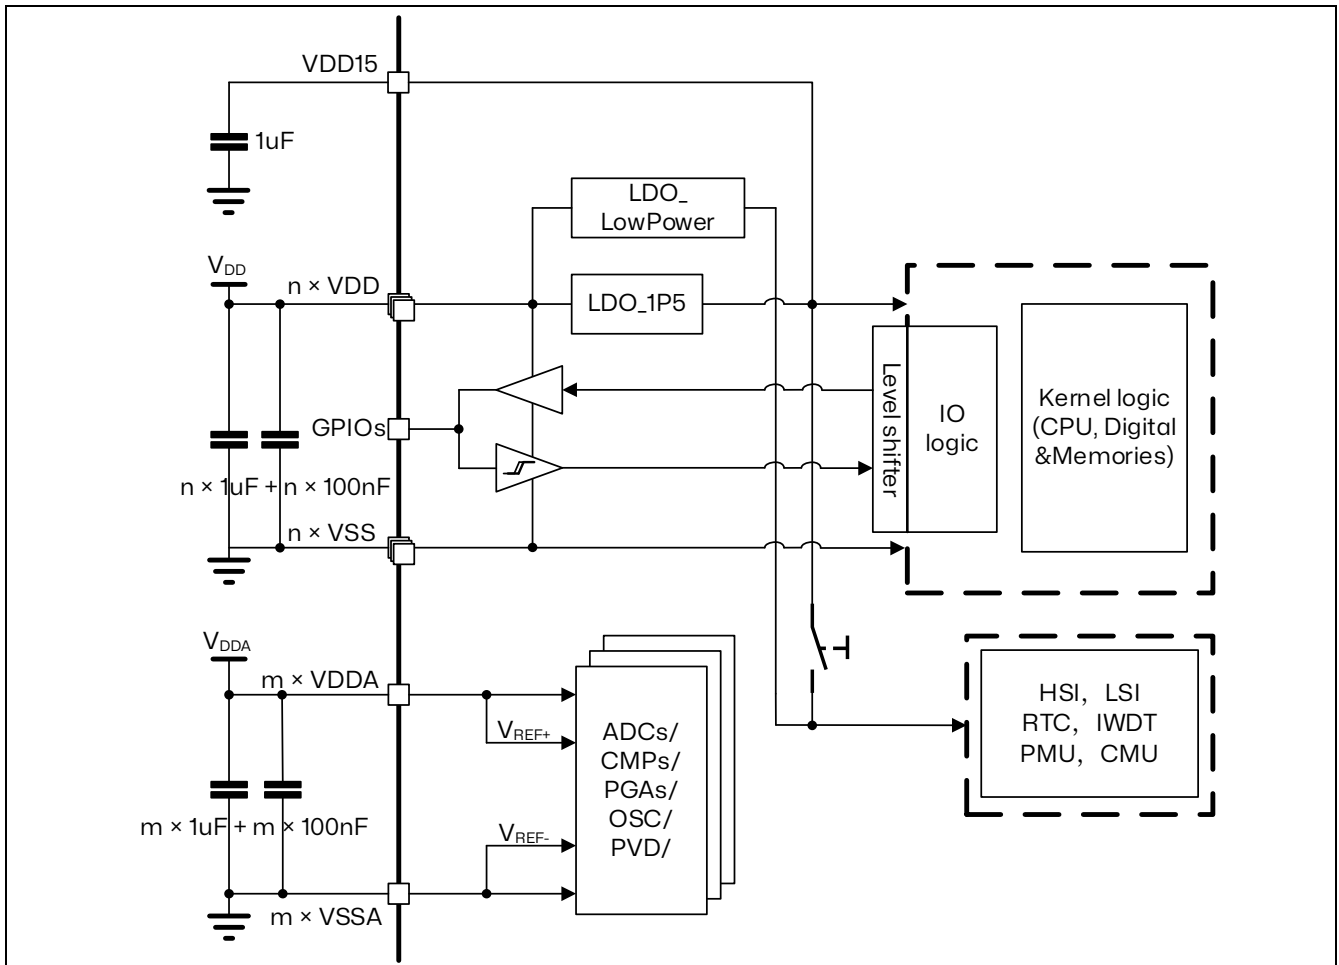 VDD15
1uF
LDO_
LowPower
VDD
n × VDD
LDO_1P5
GPIOs
Level shifter
IO
logic
Kernel logic
(CPU, Digital
&Memories)
n × 1uF + n × 100nF
n × VSS
VDDA
m × VDDA
VREF+
ADCs/
CMPs/
PGAs/
OSC/
PVD/
HSI, LSI
RTC, IWDT
PMU, CMU
m × 1uF + m × 100nF
VREF-
m × VSSA